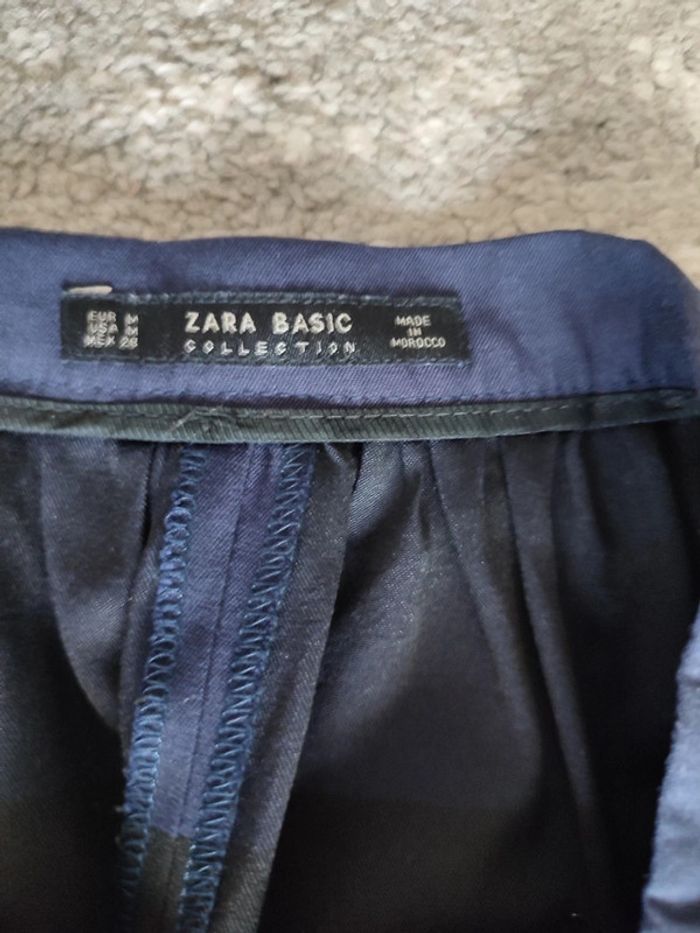 EUR M
USA M
MEX 28
ZARA BASIC
COLLECTION
MADE
IN
MOROCCO